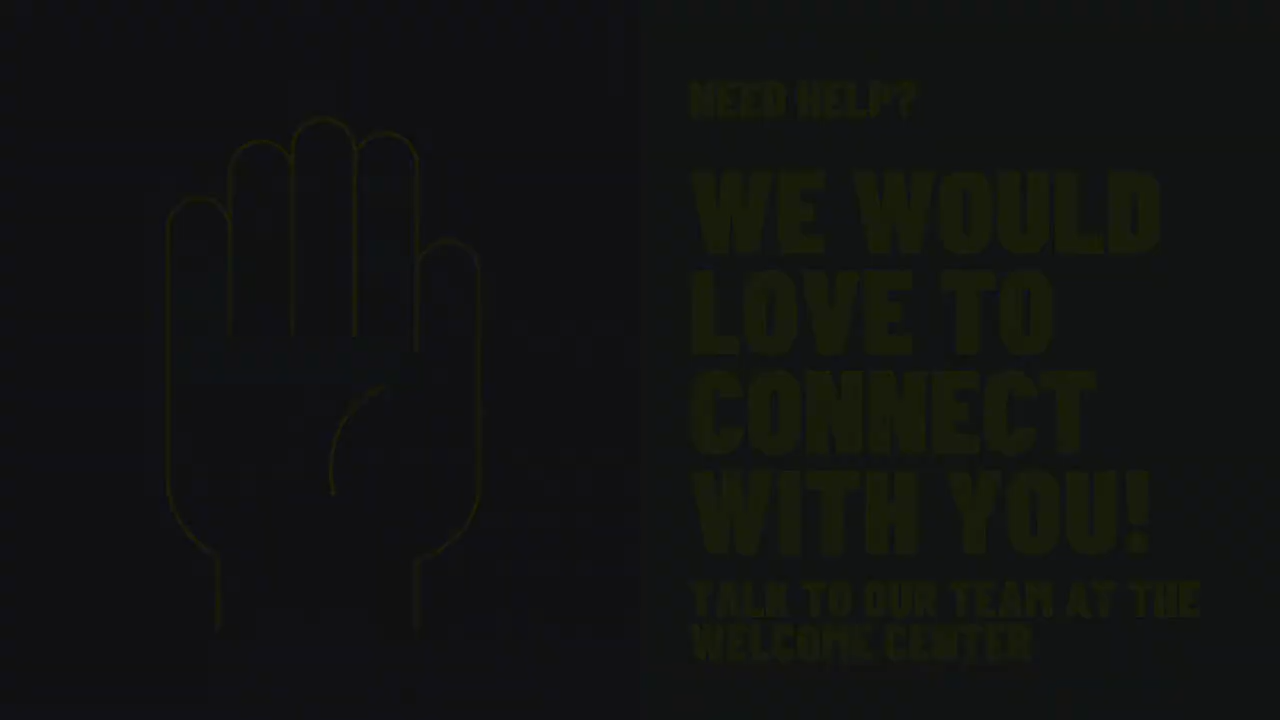 NEED HELP?
WE WOULD
LOVE TO
CONNECT
WITH YOU!
TALK TO OUR TEAM AT THE
WELCOME CENTER